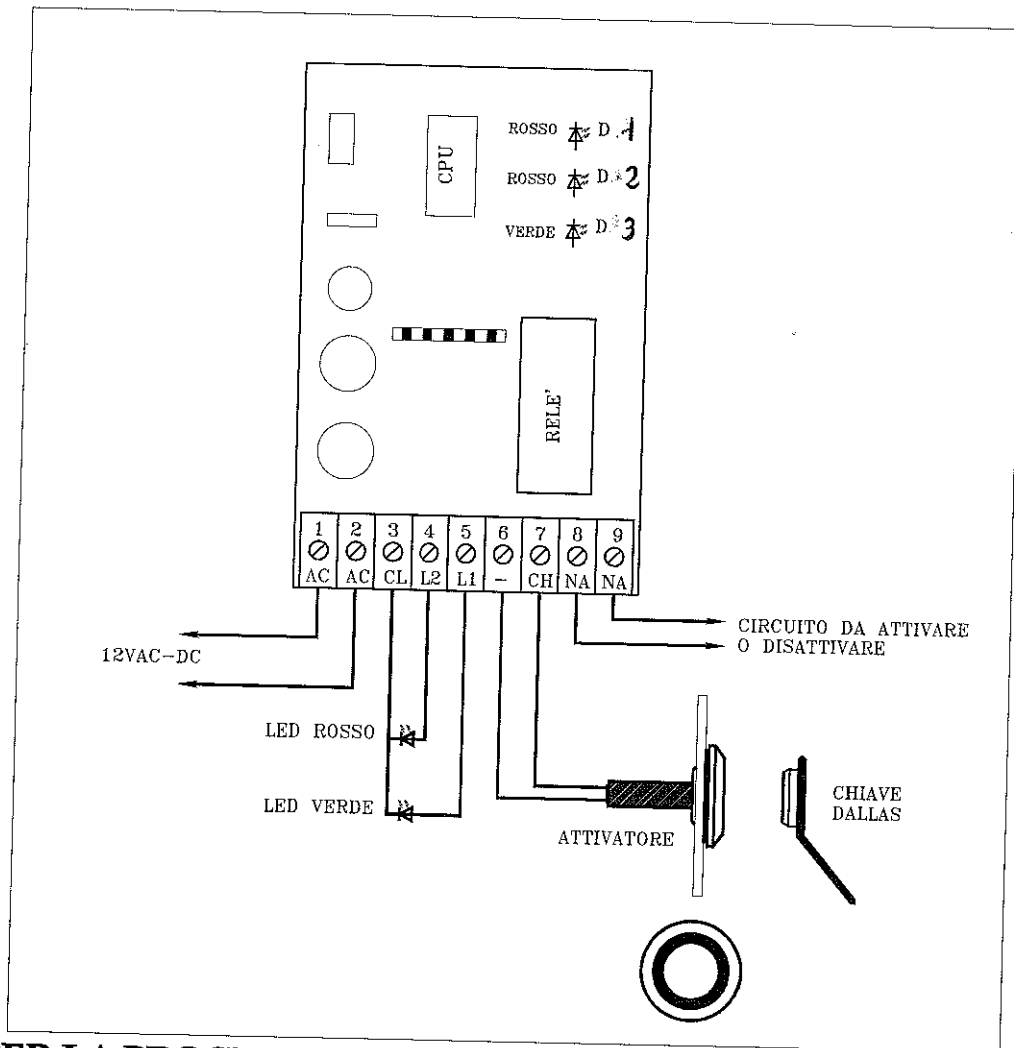 ROSSO D.1
CPU
ROSSO D.2
VERDE D.3
RELE'
1 2 3 4 5 6 7 8 9
AC AC CL L2 L1 - CH NA NA
CIRCUITO DA ATTIVARE
O DISATTIVARE
12VAC-DC
LED ROSSO
LED VERDE
CHIAVE
DALLAS
ATTIVATORE